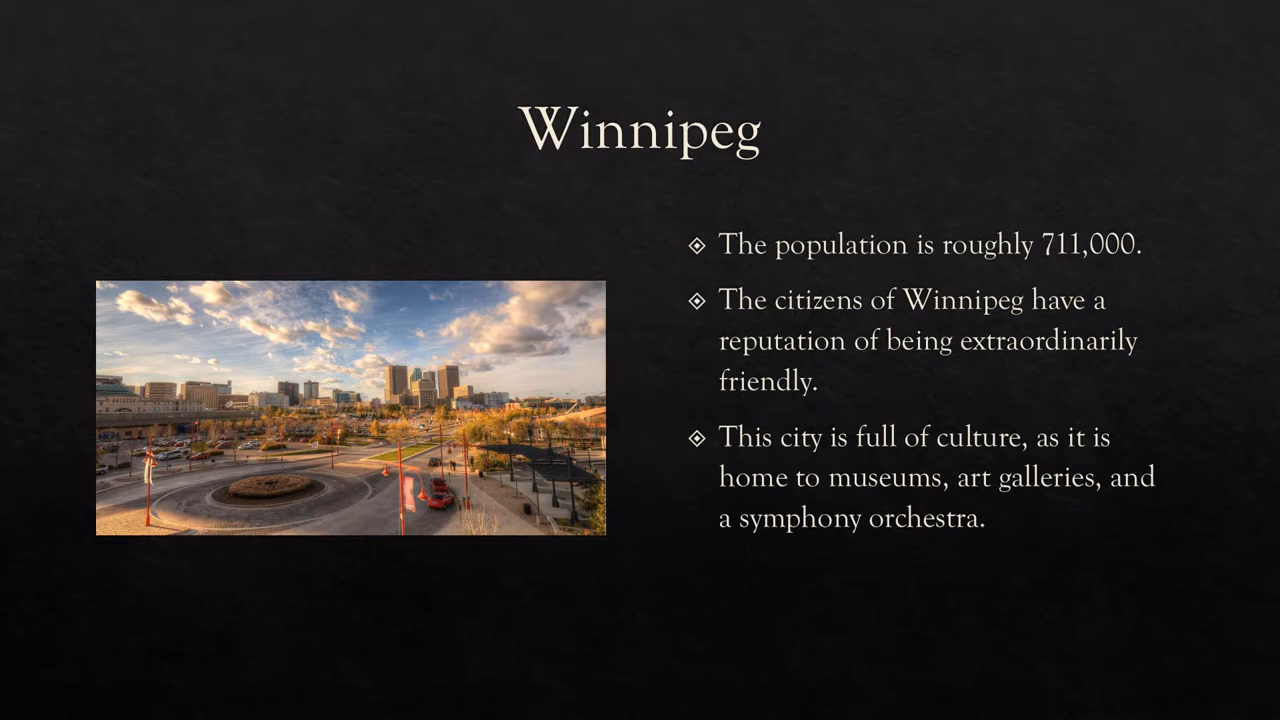 Winnipeg
The population is roughly 711,000.
The citizens of Winnipeg have a
reputation of being extraordinarily
friendly.
This city is full of culture, as it is
home to museums, art galleries, and
a symphony orchestra.